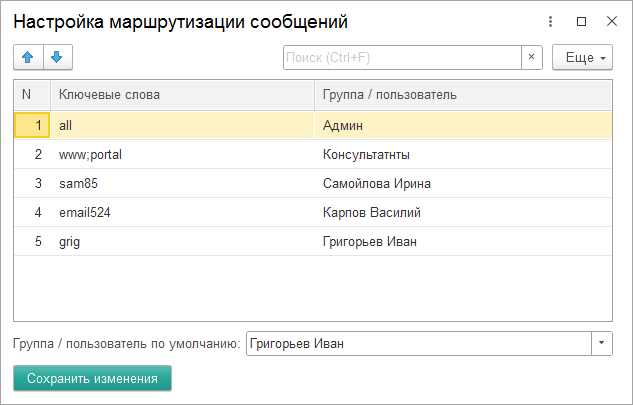 Настройка маршрутизации сообщений
Поиск (Ctrl+F) × Еще
N Ключевые слова Группа / пользователь
1 all Админ
2 www;portal Консультатнты
3 sam85 Самойлова Ирина
4 email524 Карпов Василий
5 grig Григорьев Иван
Группа / пользователь по умолчанию: Григорьев Иван
Сохранить изменения